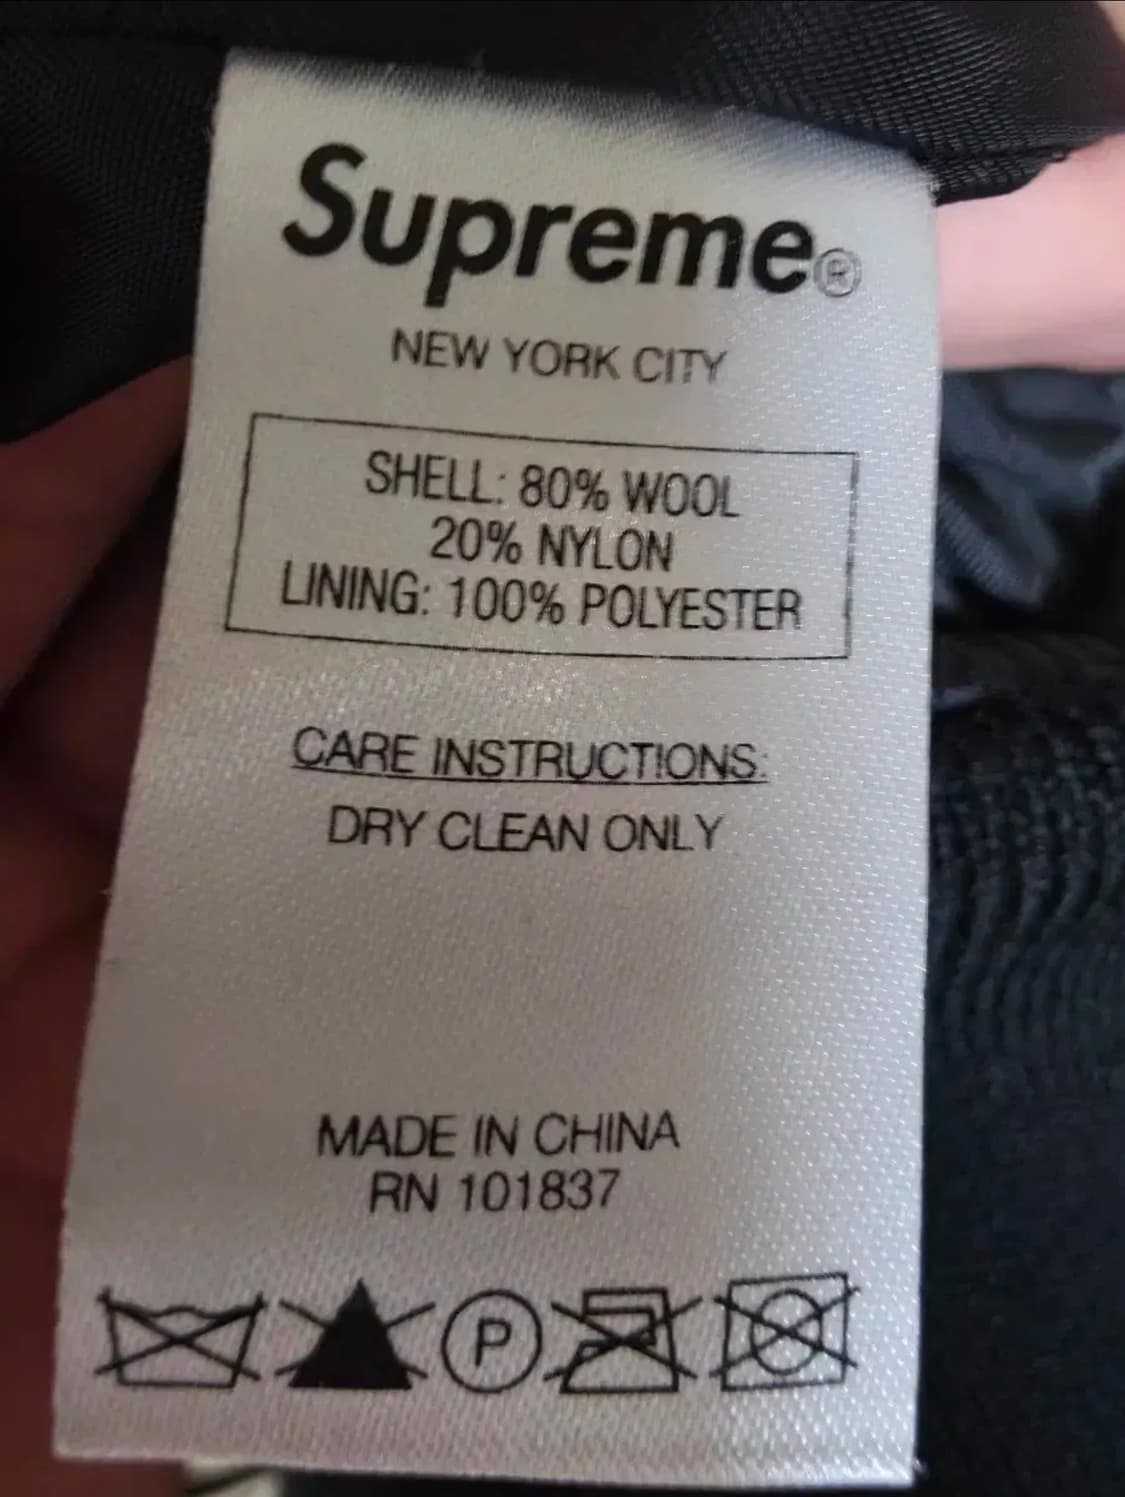 Supreme®
NEW YORK CITY
SHELL: 80% WOOL
20% NYLON
LINING: 100% POLYESTER
CARE INSTRUCTIONS:
DRY CLEAN ONLY
MADE IN CHINA
RN 101837
P